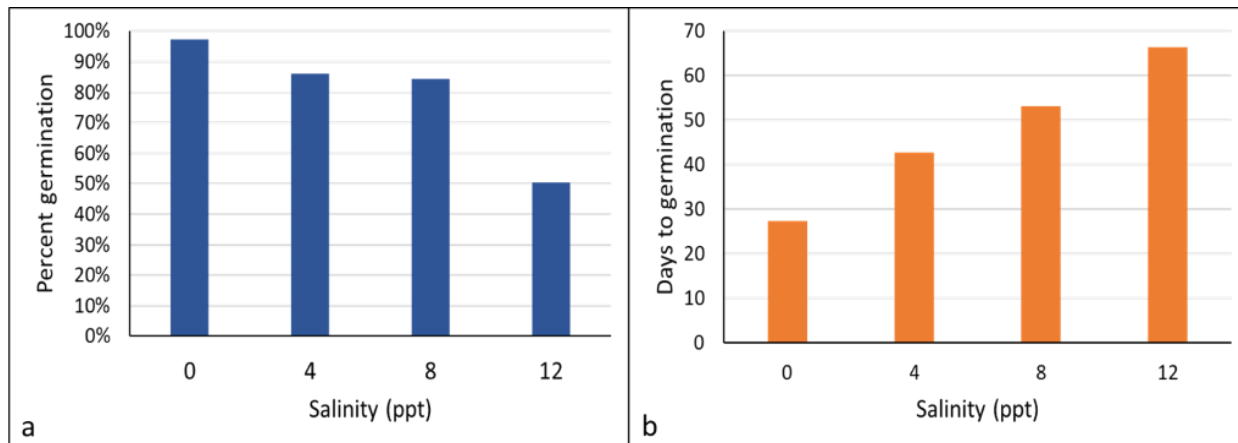 100%
90%
80%
70%
60%
50%
40%
30%
20%
10%
0%
Percent germination
0 4 8 12
Salinity (ppt)
a
70
60
50
40
30
20
10
0
Days to germination
0 4 8 12
Salinity (ppt)
b